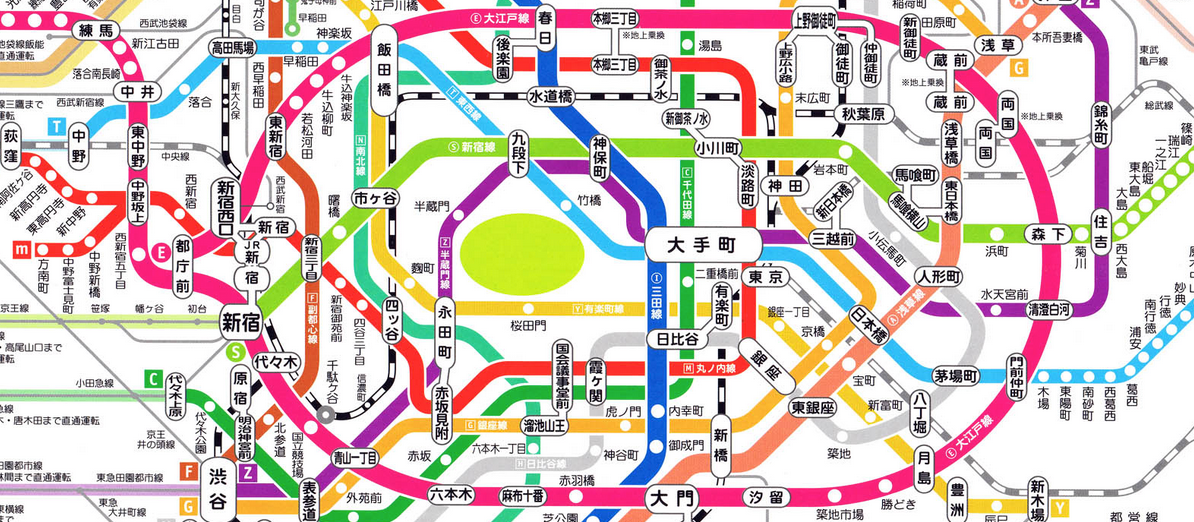 練馬
新江古田
落合南長崎
中井
西武池袋線
西武新宿線
高田馬場
早稲田
落合
T
中野
荻窪
東中野
中央線
新大久保
西早稲田
東新宿
若松河田
牛込柳町
牛込神楽坂
神楽坂
早稲田
江戸川橋
飯田橋
E 大江戸線
後楽園
春日
本郷三丁目
※地上乗換
本郷三丁目
湯島
御茶ノ水
水道橋
T 東西線
上野御徒町
上野広小路
御徒町
仲御徒町
末広町
秋葉原
稲荷町
田原町
新御徒町
浅草
G
本所吾妻橋
蔵前
※地上乗換
蔵前
両国
両国
※地上乗換
浅草橋
錦糸町
総武線
東武亀戸線
篠崎
瑞江
一之江
船堀
東大島
大島
西大島
住吉
菊川
森下
浜町
東日本橋
馬喰町
馬喰横山
岩本町
小伝馬町
人形町
水天宮前
清澄白河
新日本橋
三越前
神田
淡路町
小川町
新御茶ノ水
C 千代田線
神保町
九段下
S 新宿線
竹橋
大手町
半蔵門
Z 半蔵門線
N 南北線
市ヶ谷
曙橋
麹町
四ツ谷
永田町
赤坂見附
桜田門
Y 有楽町線
I 三田線
二重橋前
東京
有楽町
日比谷
銀座一丁目
京橋
日本橋
A 浅草線
宝町
銀座
東銀座
新富町
八丁堀
茅場町
門前仲町
木場
東陽町
南砂町
西葛西
葛西
浦安
南行徳
行徳
妙典
築地
月島
豊洲
辰巳
新木場
Y
勝どき
築地市場
汐留
大門
新橋
内幸町
御成門
芝公園
M 丸ノ内線
霞ヶ関
国会議事堂前
虎ノ門
溜池山王
G 銀座線
六本木一丁目
H 日比谷線
神谷町
赤羽橋
麻布十番
六本木
赤坂
青山一丁目
外苑前
表参道
渋谷
明治神宮前
原宿
北参道
国立競技場
千駄ヶ谷
信濃町
四谷三丁目
新宿御苑前
F 副都心線
新宿三丁目
新宿
JR新宿
新宿
新宿西口
西武新宿
西新宿
都庁前
E
中野坂上
西新宿五丁目
新中野
東高円寺
新高円寺
m
方南町
中野富士見町
中野新橋
京王線
笹塚
幡ヶ谷
初台
S
代々木
小田急線
C
代々木上原
代々木公園
京王井の頭線
F
Z
G
東急田園都市線
東急大井町線
E 大江戸線